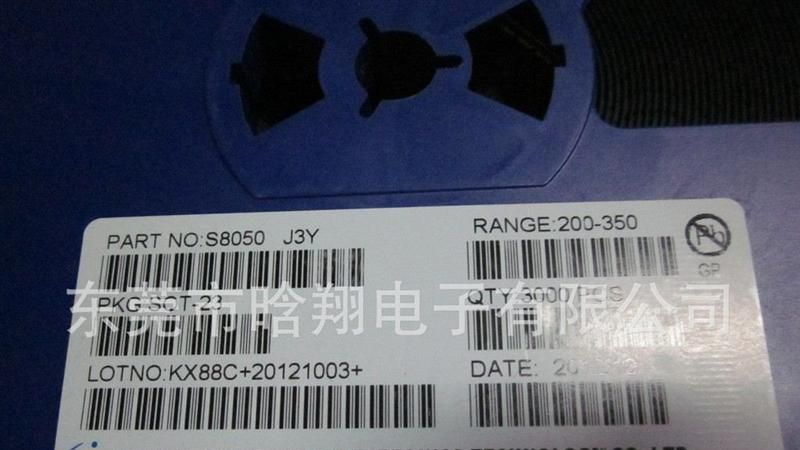 PART NO:S8050 J3Y
RANGE:200-350
Pb
GP
PKG:SOT-23
QTY:3000/PCS
东莞市晗翔电子有限公司
LOTNO:KX88C+20121003+
DATE: